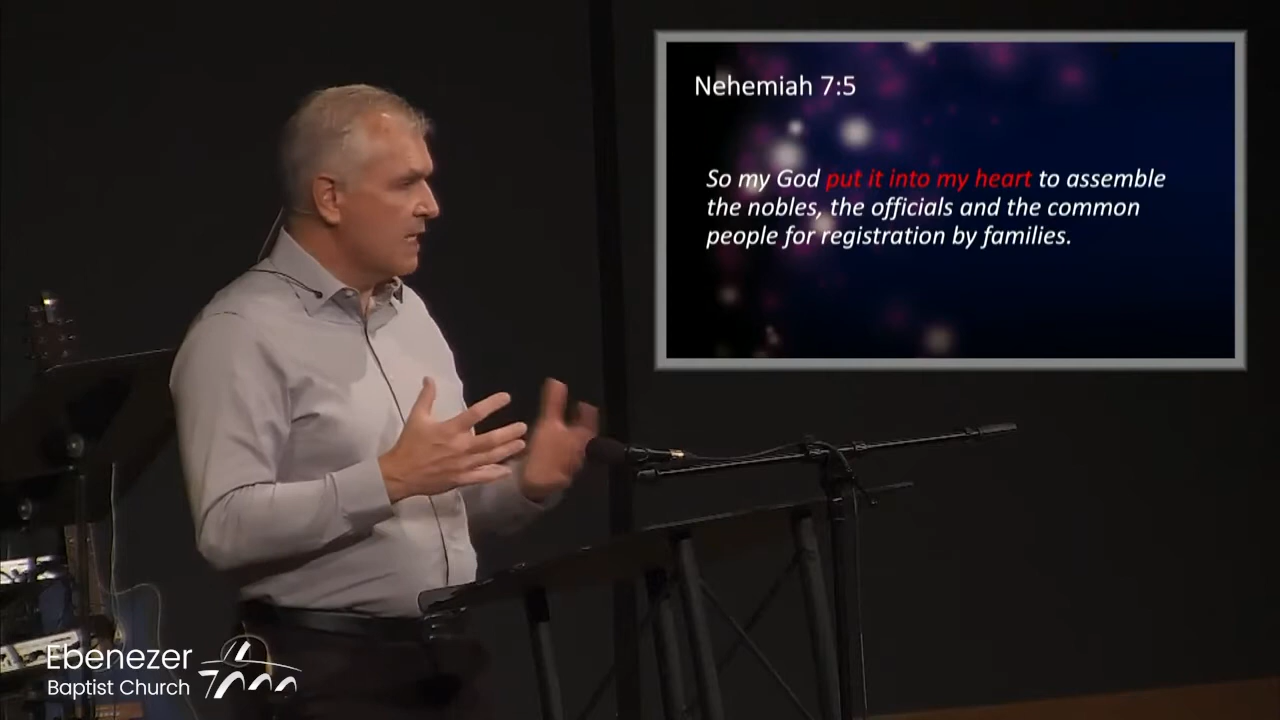 Nehemiah 7:5
So my God put it into my heart to assemble
the nobles, the officials and the common
people for registration by families.
Ebenezer
Baptist Church